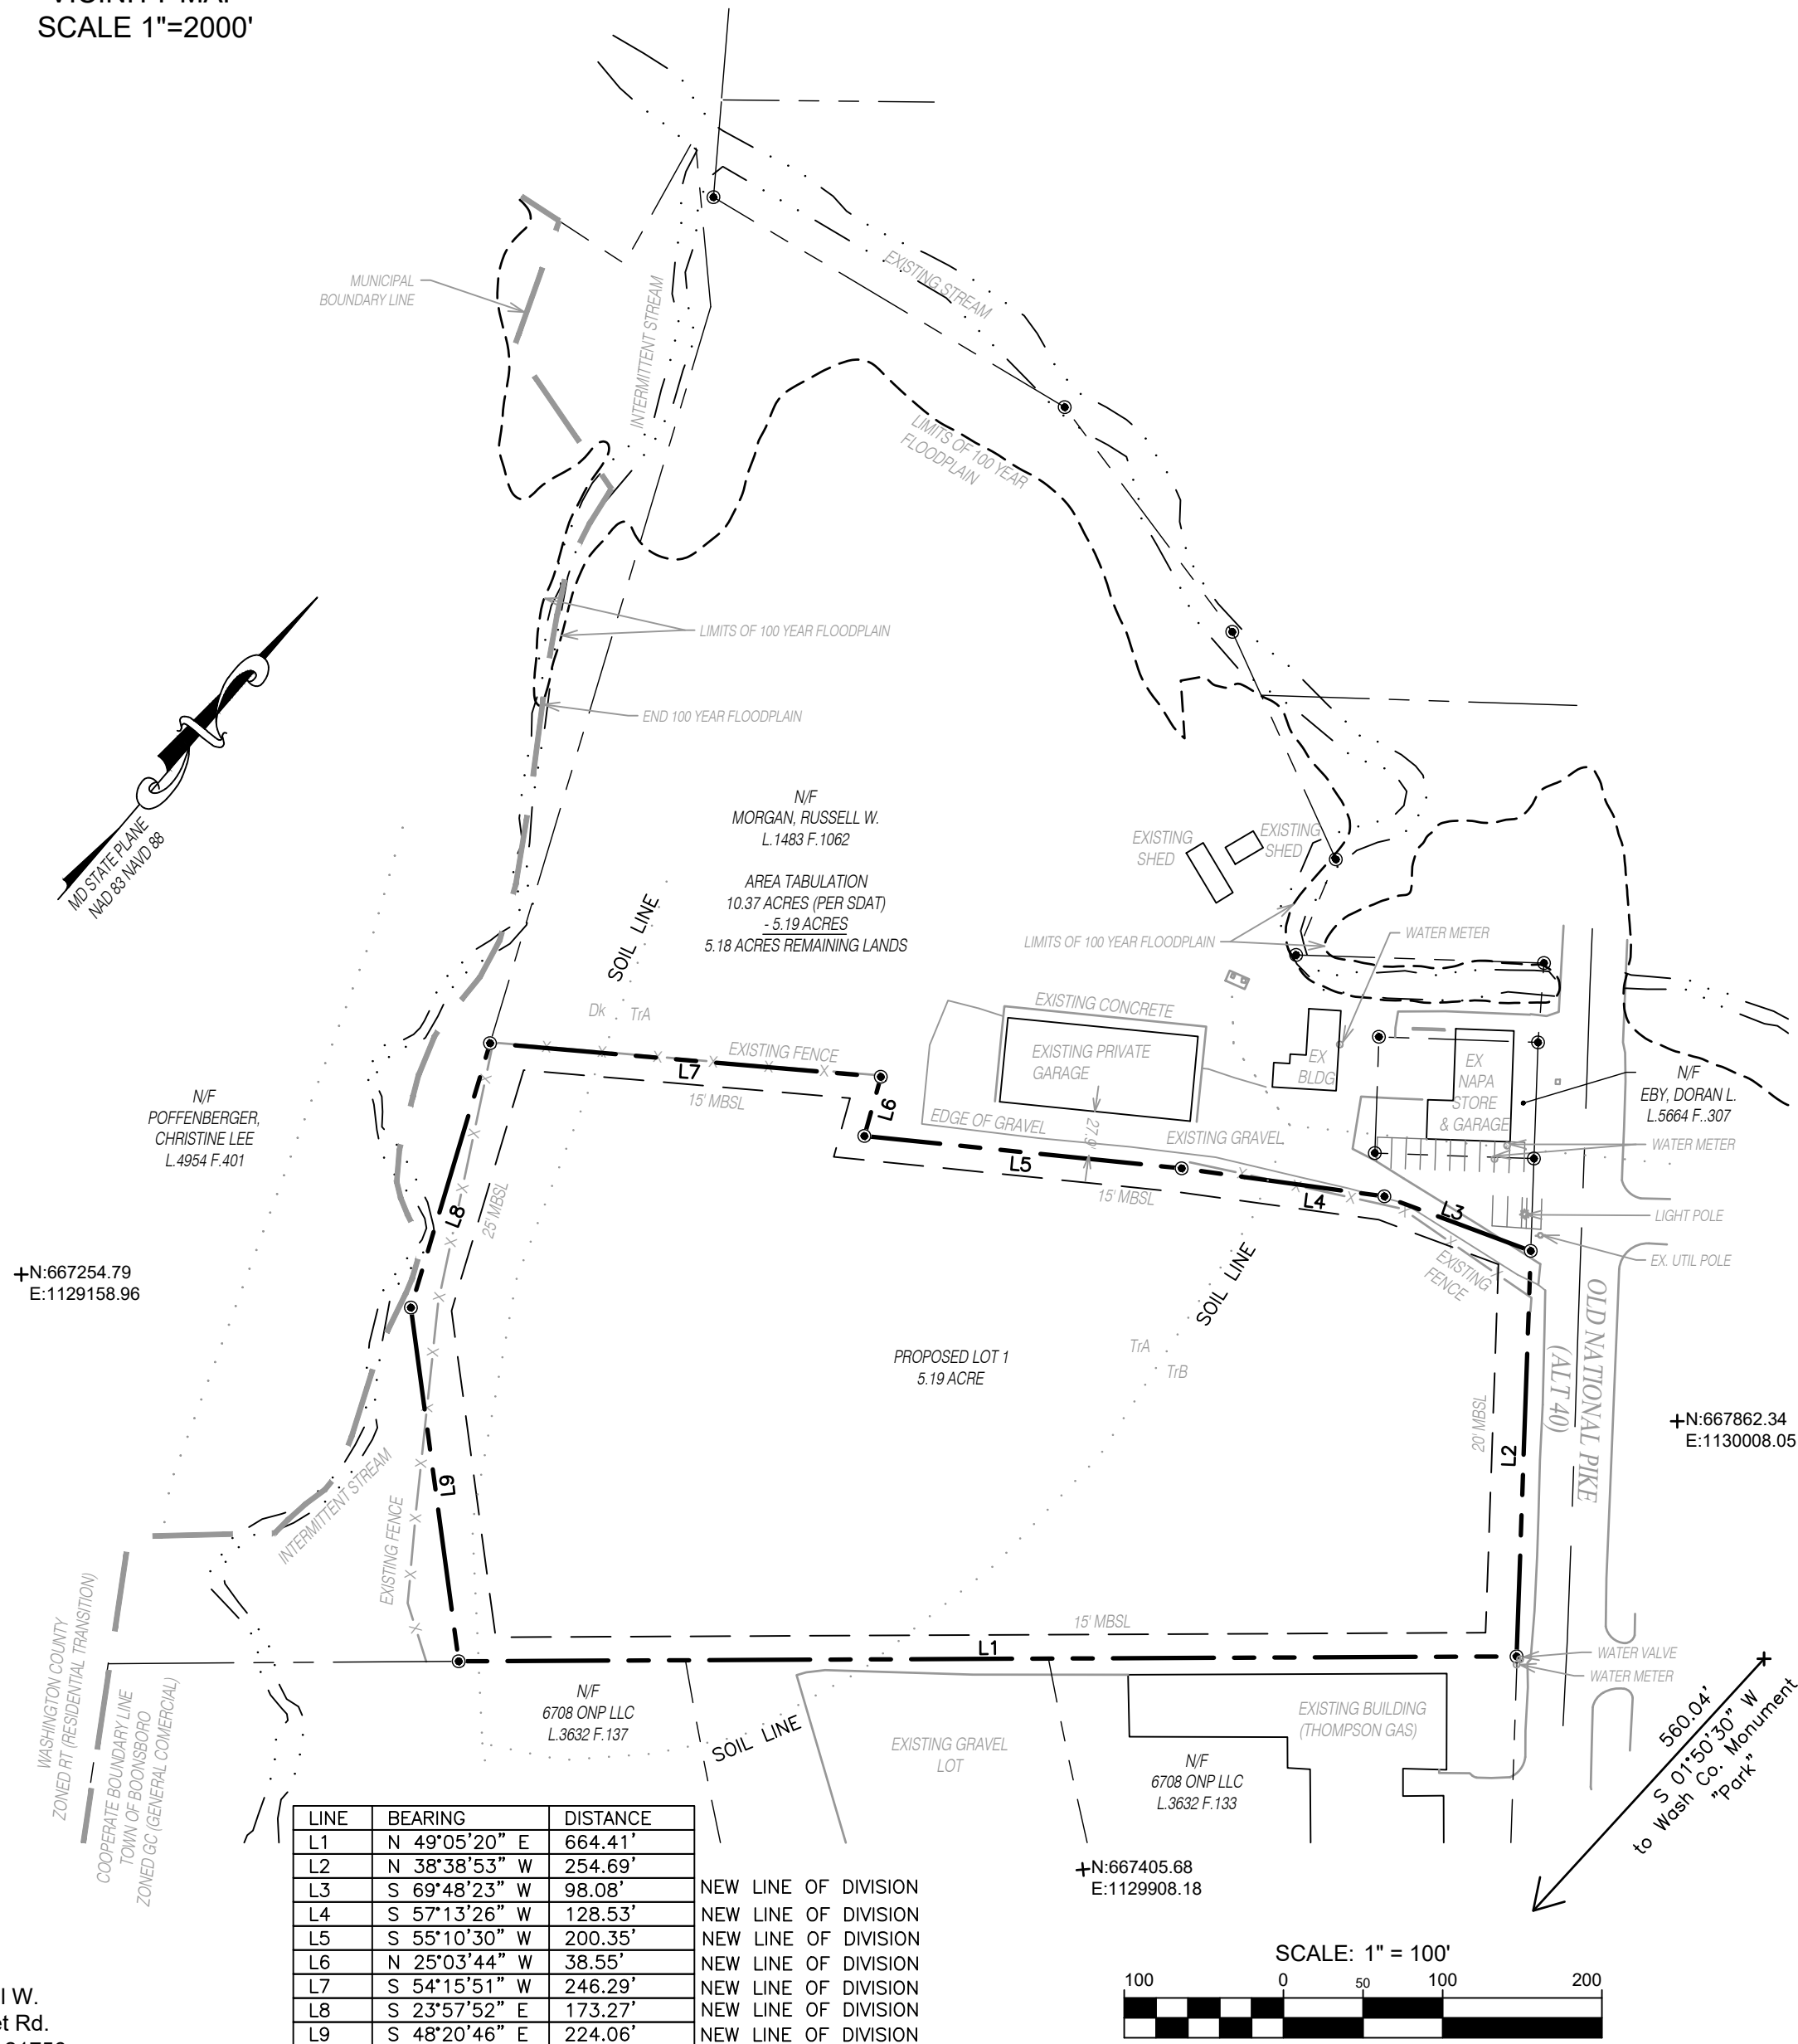 SCALE 1"=2000'
MUNICIPAL
BOUNDARY LINE
INTERMITTENT STREAM
EXISTING STREAM
LIMITS OF 100 YEAR
FLOODPLAIN
LIMITS OF 100 YEAR FLOODPLAIN
END 100 YEAR FLOODPLAIN
MD STATE PLANE
NAD 83 NAVD 88
N/F
MORGAN, RUSSELL W.
L.1483 F.1062
AREA TABULATION
10.37 ACRES (PER SDAT)
- 5.19 ACRES
5.18 ACRES REMAINING LANDS
SOIL LINE
Dk
TrA
EXISTING
SHED
EXISTING
SHED
LIMITS OF 100 YEAR FLOODPLAIN
WATER METER
EXISTING CONCRETE
EXISTING PRIVATE
GARAGE
EX
BLDG
EX
NAPA
STORE
& GARAGE
N/F
EBY, DORAN L.
L.5664 F..307
WATER METER
LIGHT POLE
EX. UTIL POLE
EXISTING FENCE
L7
15' MBSL
L6
EDGE OF GRAVEL
27.9'
EXISTING GRAVEL
L5
15' MBSL
L4
L3
EXISTING
FENCE
N/F
POFFENBERGER,
CHRISTINE LEE
L.4954 F.401
L8
25' MBSL
N:667254.79
E:1129158.96
SOIL LINE
TrA
TrB
PROPOSED LOT 1
5.19 ACRE
20' MBSL
L2
OLD NATIONAL PIKE
(ALT 40)
N:667862.34
E:1130008.05
L9
EXISTING FENCE
INTERMITTENT STREAM
15' MBSL
L1
WATER VALVE
WATER METER
WASHINGTON COUNTY
ZONED RT (RESIDENTIAL TRANSITION)
COOPERATE BOUNDARY LINE
TOWN OF BOONSBORO
ZONED GC (GENERAL COMERCIAL)
N/F
6708 ONP LLC
L.3632 F.137
SOIL LINE
EXISTING GRAVEL
LOT
EXISTING BUILDING
(THOMPSON GAS)
N/F
6708 ONP LLC
L.3632 F.133
560.04'
S 01°50'30" W
to Wash Co. Monument
"Park"
N:667405.68
E:1129908.18
LINE BEARING DISTANCE
L1 N 49°05'20" E 664.41'
L2 N 38°38'53" W 254.69'
L3 S 69°48'23" W 98.08' NEW LINE OF DIVISION
L4 S 57°13'26" W 128.53' NEW LINE OF DIVISION
L5 S 55°10'30" W 200.35' NEW LINE OF DIVISION
L6 N 25°03'44" W 38.55' NEW LINE OF DIVISION
L7 S 54°15'51" W 246.29' NEW LINE OF DIVISION
L8 S 23°57'52" E 173.27' NEW LINE OF DIVISION
L9 S 48°20'46" E 224.06' NEW LINE OF DIVISION
SCALE: 1" = 100'
100 0 50 100 200
W.
Rd.